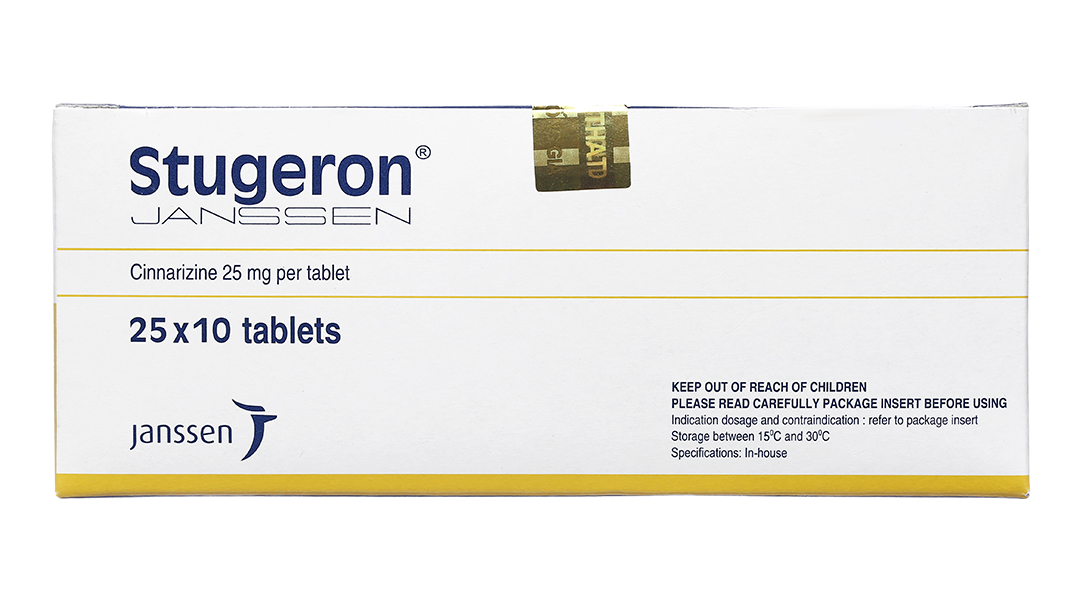 Stugeron®
JANSSEN
Cinnarizine 25 mg per tablet
25 x 10 tablets
janssen
KEEP OUT OF REACH OF CHILDREN
PLEASE READ CAREFULLY PACKAGE INSERT BEFORE USING
Indication dosage and contraindication : refer to package insert
Storage between 15⁰C and 30⁰C
Specifications: In-house